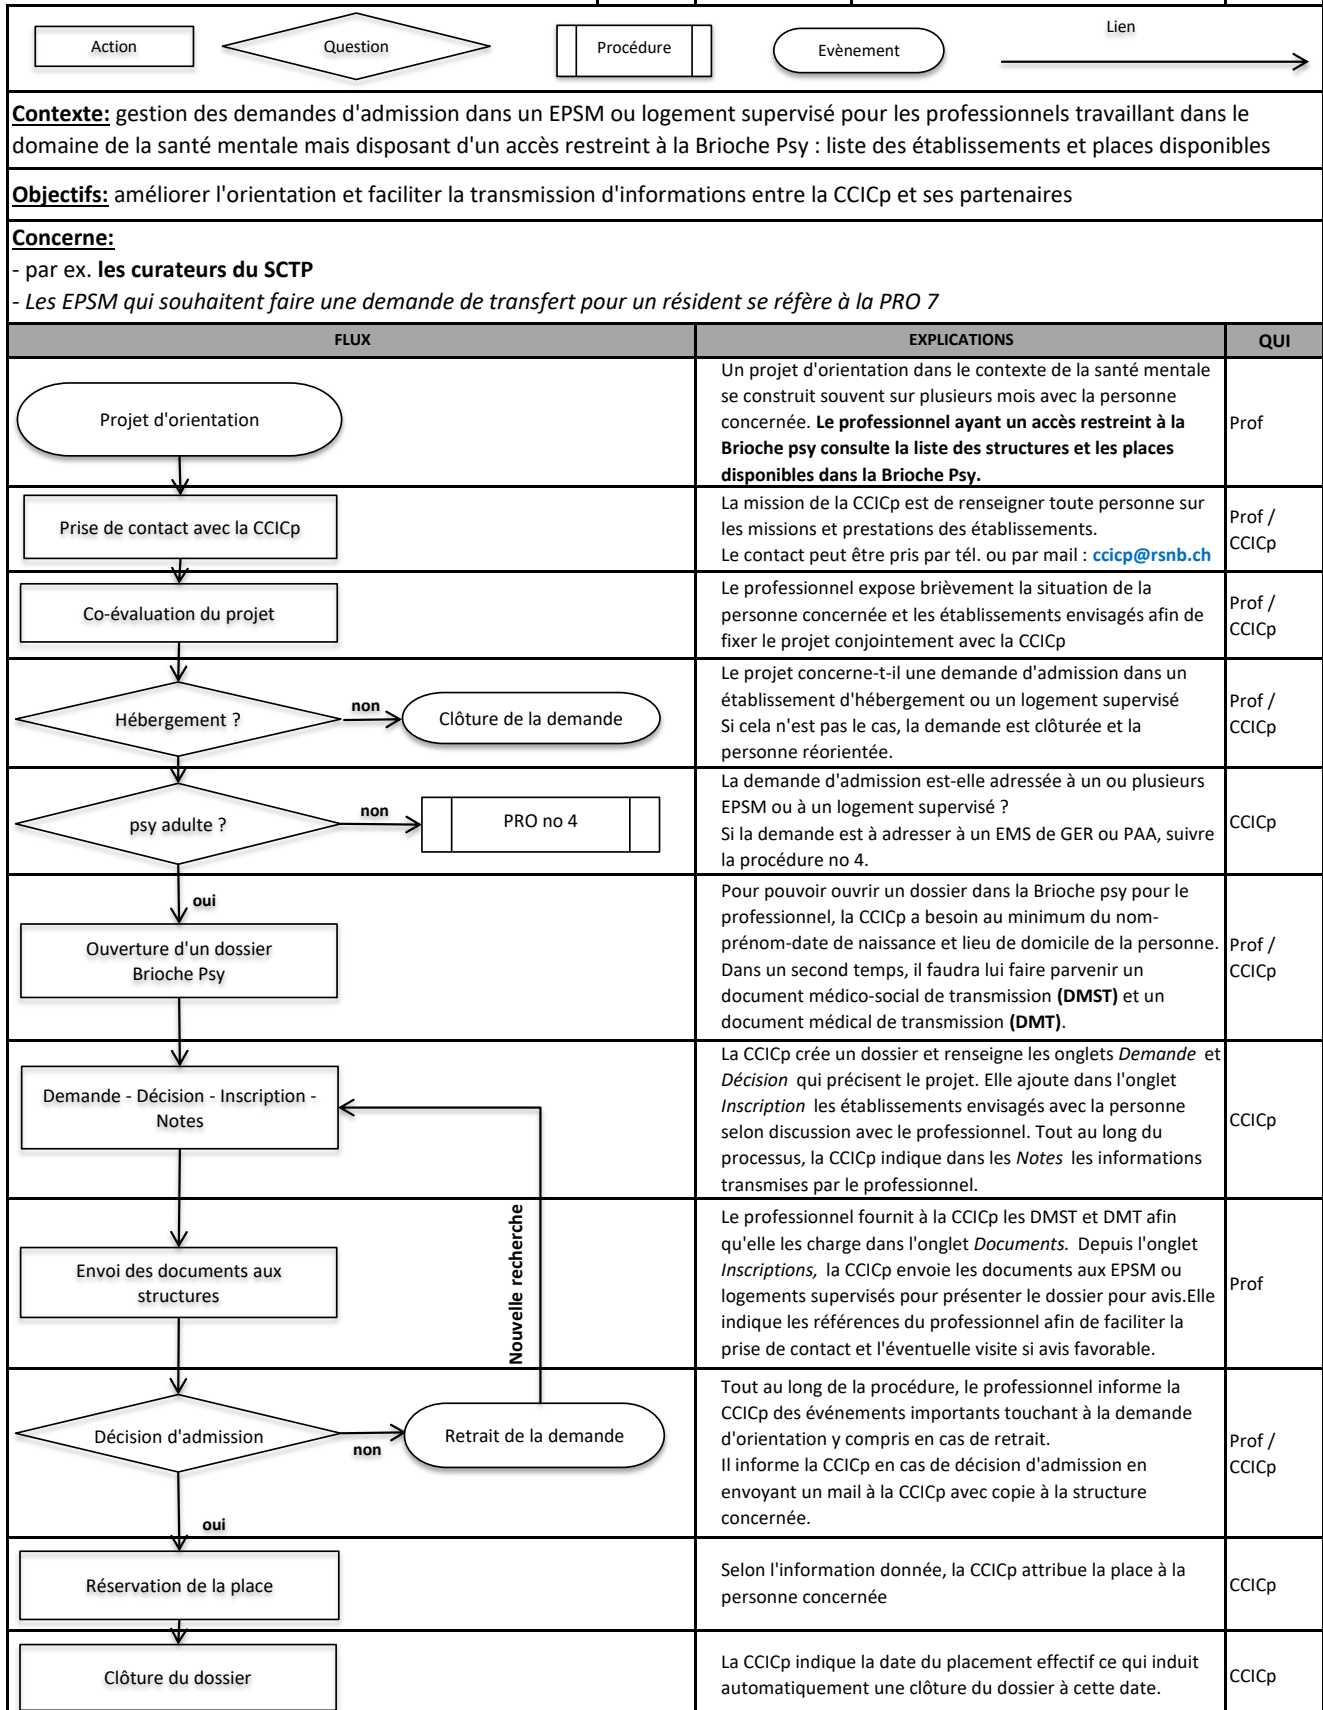 Action
Question
Procédure
Evènement
Lien
Contexte: gestion des demandes d'admission dans un EPSM ou logement supervisé pour les professionnels travaillant dans le
domaine de la santé mentale mais disposant d'un accès restreint à la Brioche Psy : liste des établissements et places disponibles
Objectifs: améliorer l'orientation et faciliter la transmission d'informations entre la CCICp et ses partenaires
Concerne:
- par ex. les curateurs du SCTP
- Les EPSM qui souhaitent faire une demande de transfert pour un résident se réfère à la PRO 7
FLUX
EXPLICATIONS
QUI
Projet d'orientation
Un projet d'orientation dans le contexte de la santé mentale
se construit souvent sur plusieurs mois avec la personne
concernée. Le professionnel ayant un accès restreint à la
Brioche psy consulte la liste des structures et les places
disponibles dans la Brioche Psy.
Prof
Prise de contact avec la CCICp
La mission de la CCICp est de renseigner toute personne sur
les missions et prestations des établissements.
Le contact peut être pris par tél. ou par mail : ccicp@rsnb.ch
Prof /
CCICp
Co-évaluation du projet
Le professionnel expose brièvement la situation de la
personne concernée et les établissements envisagés afin de
fixer le projet conjointement avec la CCICp
Prof /
CCICp
Hébergement ?
non
Clôture de la demande
Le projet concerne-t-il une demande d'admission dans un
établissement d'hébergement ou un logement supervisé
Si cela n'est pas le cas, la demande est clôturée et la
personne réorientée.
Prof /
CCICp
psy adulte ?
non
PRO no 4
La demande d'admission est-elle adressée à un ou plusieurs
EPSM ou à un logement supervisé ?
Si la demande est à adresser à un EMS de GER ou PAA, suivre
la procédure no 4.
CCICp
oui
Ouverture d'un dossier
Brioche Psy
Pour pouvoir ouvrir un dossier dans la Brioche psy pour le
professionnel, la CCICp a besoin au minimum du nom-
prénom-date de naissance et lieu de domicile de la personne.
Dans un second temps, il faudra lui faire parvenir un
document médico-social de transmission (DMST) et un
document médical de transmission (DMT).
Prof /
CCICp
Demande - Décision - Inscription -
Notes
La CCICp crée un dossier et renseigne les onglets Demande et
Décision qui précisent le projet. Elle ajoute dans l'onglet
Inscription les établissements envisagés avec la personne
selon discussion avec le professionnel. Tout au long du
processus, la CCICp indique dans les Notes les informations
transmises par le professionnel.
CCICp
Nouvelle recherche
Envoi des documents aux
structures
Le professionnel fournit à la CCICp les DMST et DMT afin
qu'elle les charge dans l'onglet Documents. Depuis l'onglet
Inscriptions, la CCICp envoie les documents aux EPSM ou
logements supervisés pour présenter le dossier pour avis.Elle
indique les références du professionnel afin de faciliter la
prise de contact et l'éventuelle visite si avis favorable.
Prof
Décision d'admission
non
Retrait de la demande
Tout au long de la procédure, le professionnel informe la
CCICp des événements importants touchant à la demande
d'orientation y compris en cas de retrait.
Il informe la CCICp en cas de décision d'admission en
envoyant un mail à la CCICp avec copie à la structure
concernée.
Prof /
CCICp
oui
Réservation de la place
Selon l'information donnée, la CCICp attribue la place à la
personne concernée
CCICp
Clôture du dossier
La CCICp indique la date du placement effectif ce qui induit
automatiquement une clôture du dossier à cette date.
CCICp